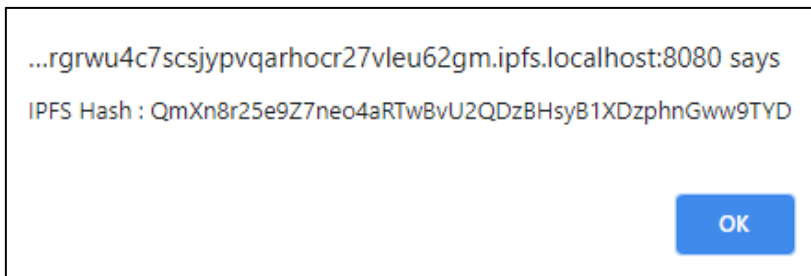 ...rgrwu4c7scsjypvqarhocr27vleu62gm.ipfs.localhost:8080 says
IPFS Hash : QmXn8r25e9Z7neo4aRTwBvU2QDzBHsyB1XDzphnGww9TYD
OK